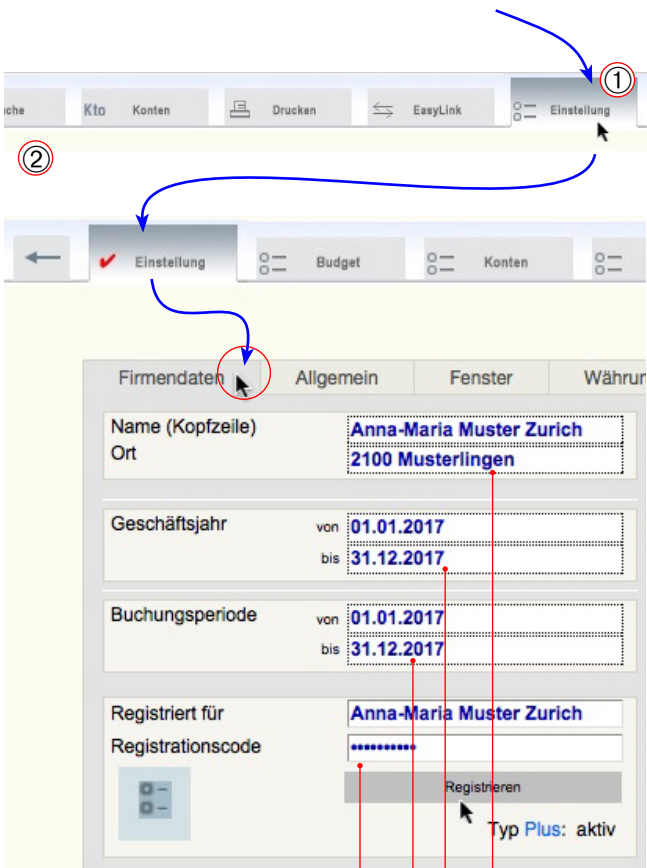 ①
che Kto Konten Drucken EasyLink Einstellung
②
Einstellung Budget Konten
Firmendaten Allgemein Fenster Währun
Name (Kopfzeile) Anna-Maria Muster Zurich
Ort 2100 Musterlingen
Geschäftsjahr von 01.01.2017
bis 31.12.2017
Buchungsperiode von 01.01.2017
bis 31.12.2017
Registriert für Anna-Maria Muster Zurich
Registrationscode ••••••••••
Registrieren
Typ Plus: aktiv